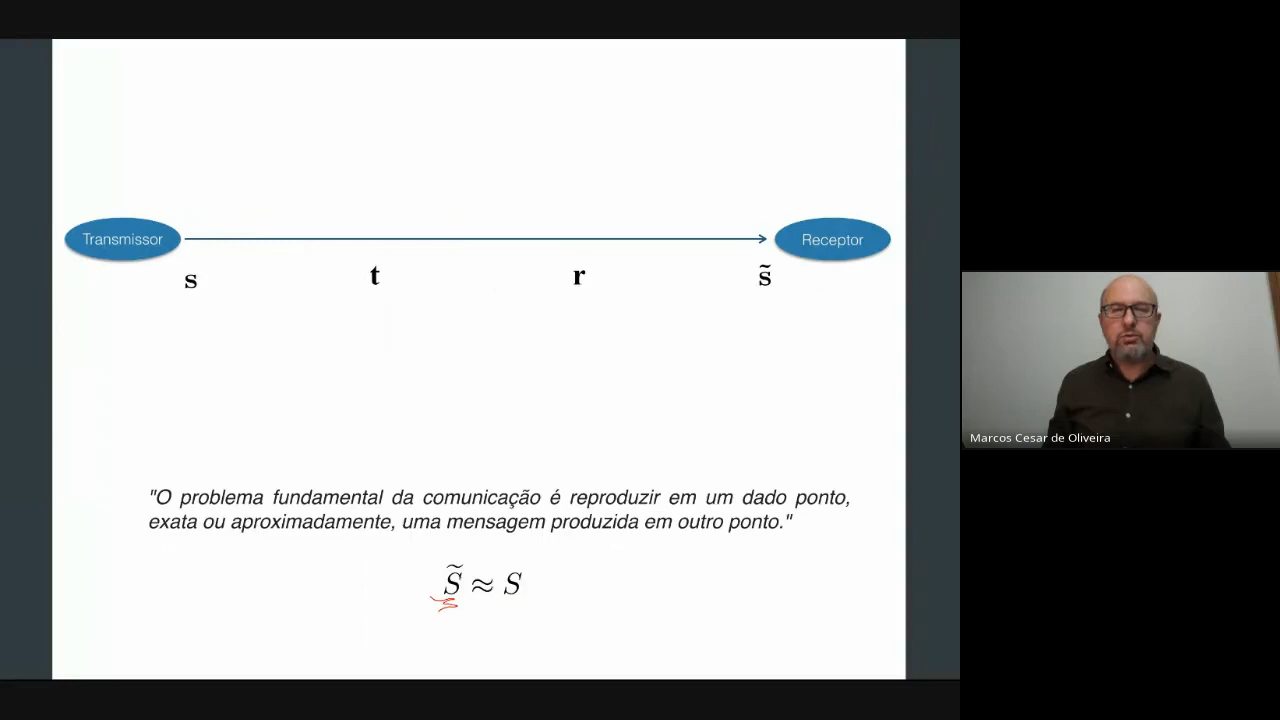 Transmissor
Receptor
s t r s̃
"O problema fundamental da comunicação é reproduzir em um dado ponto,
exata ou aproximadamente, uma mensagem produzida em outro ponto."
S̃ ≈ S
Marcos Cesar de Oliveira